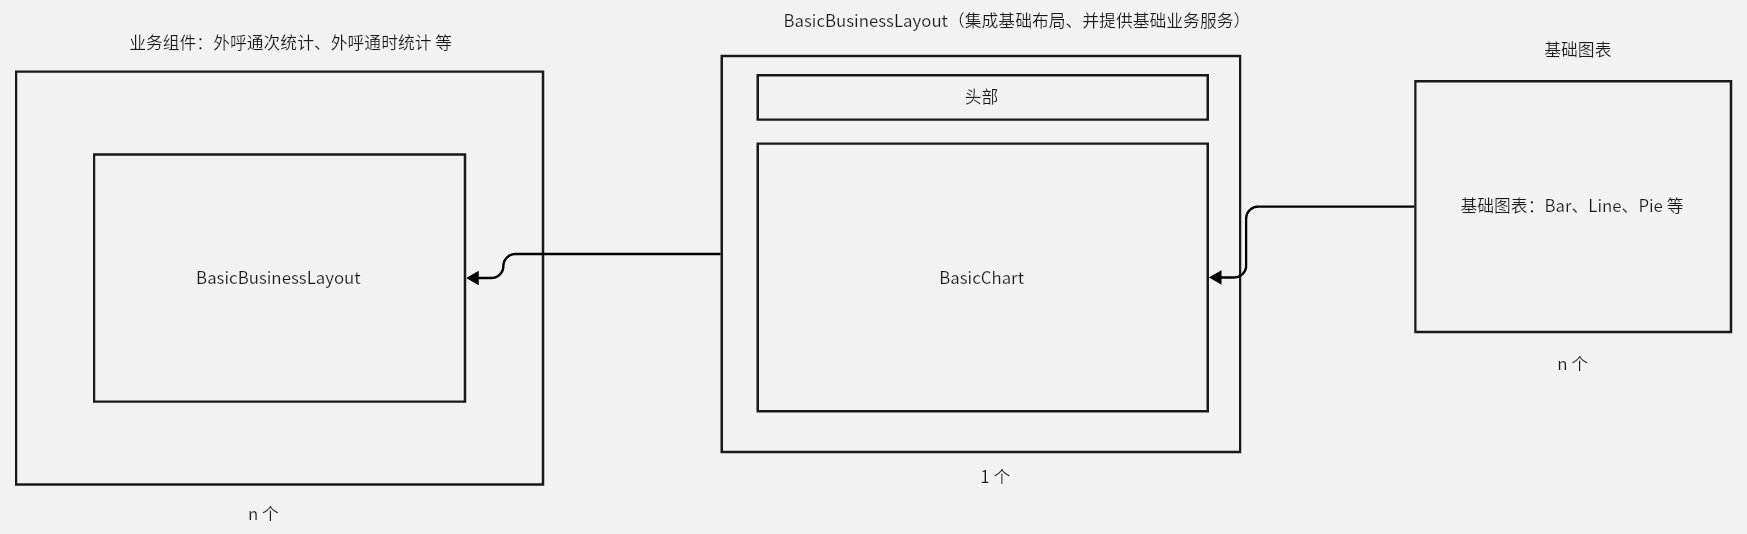 业务组件：外呼通次统计、外呼通时统计 等
BasicBusinessLayout
n 个
BasicBusinessLayout（集成基础布局、并提供基础业务服务）
头部
BasicChart
1 个
基础图表
基础图表：Bar、Line、Pie 等
n 个